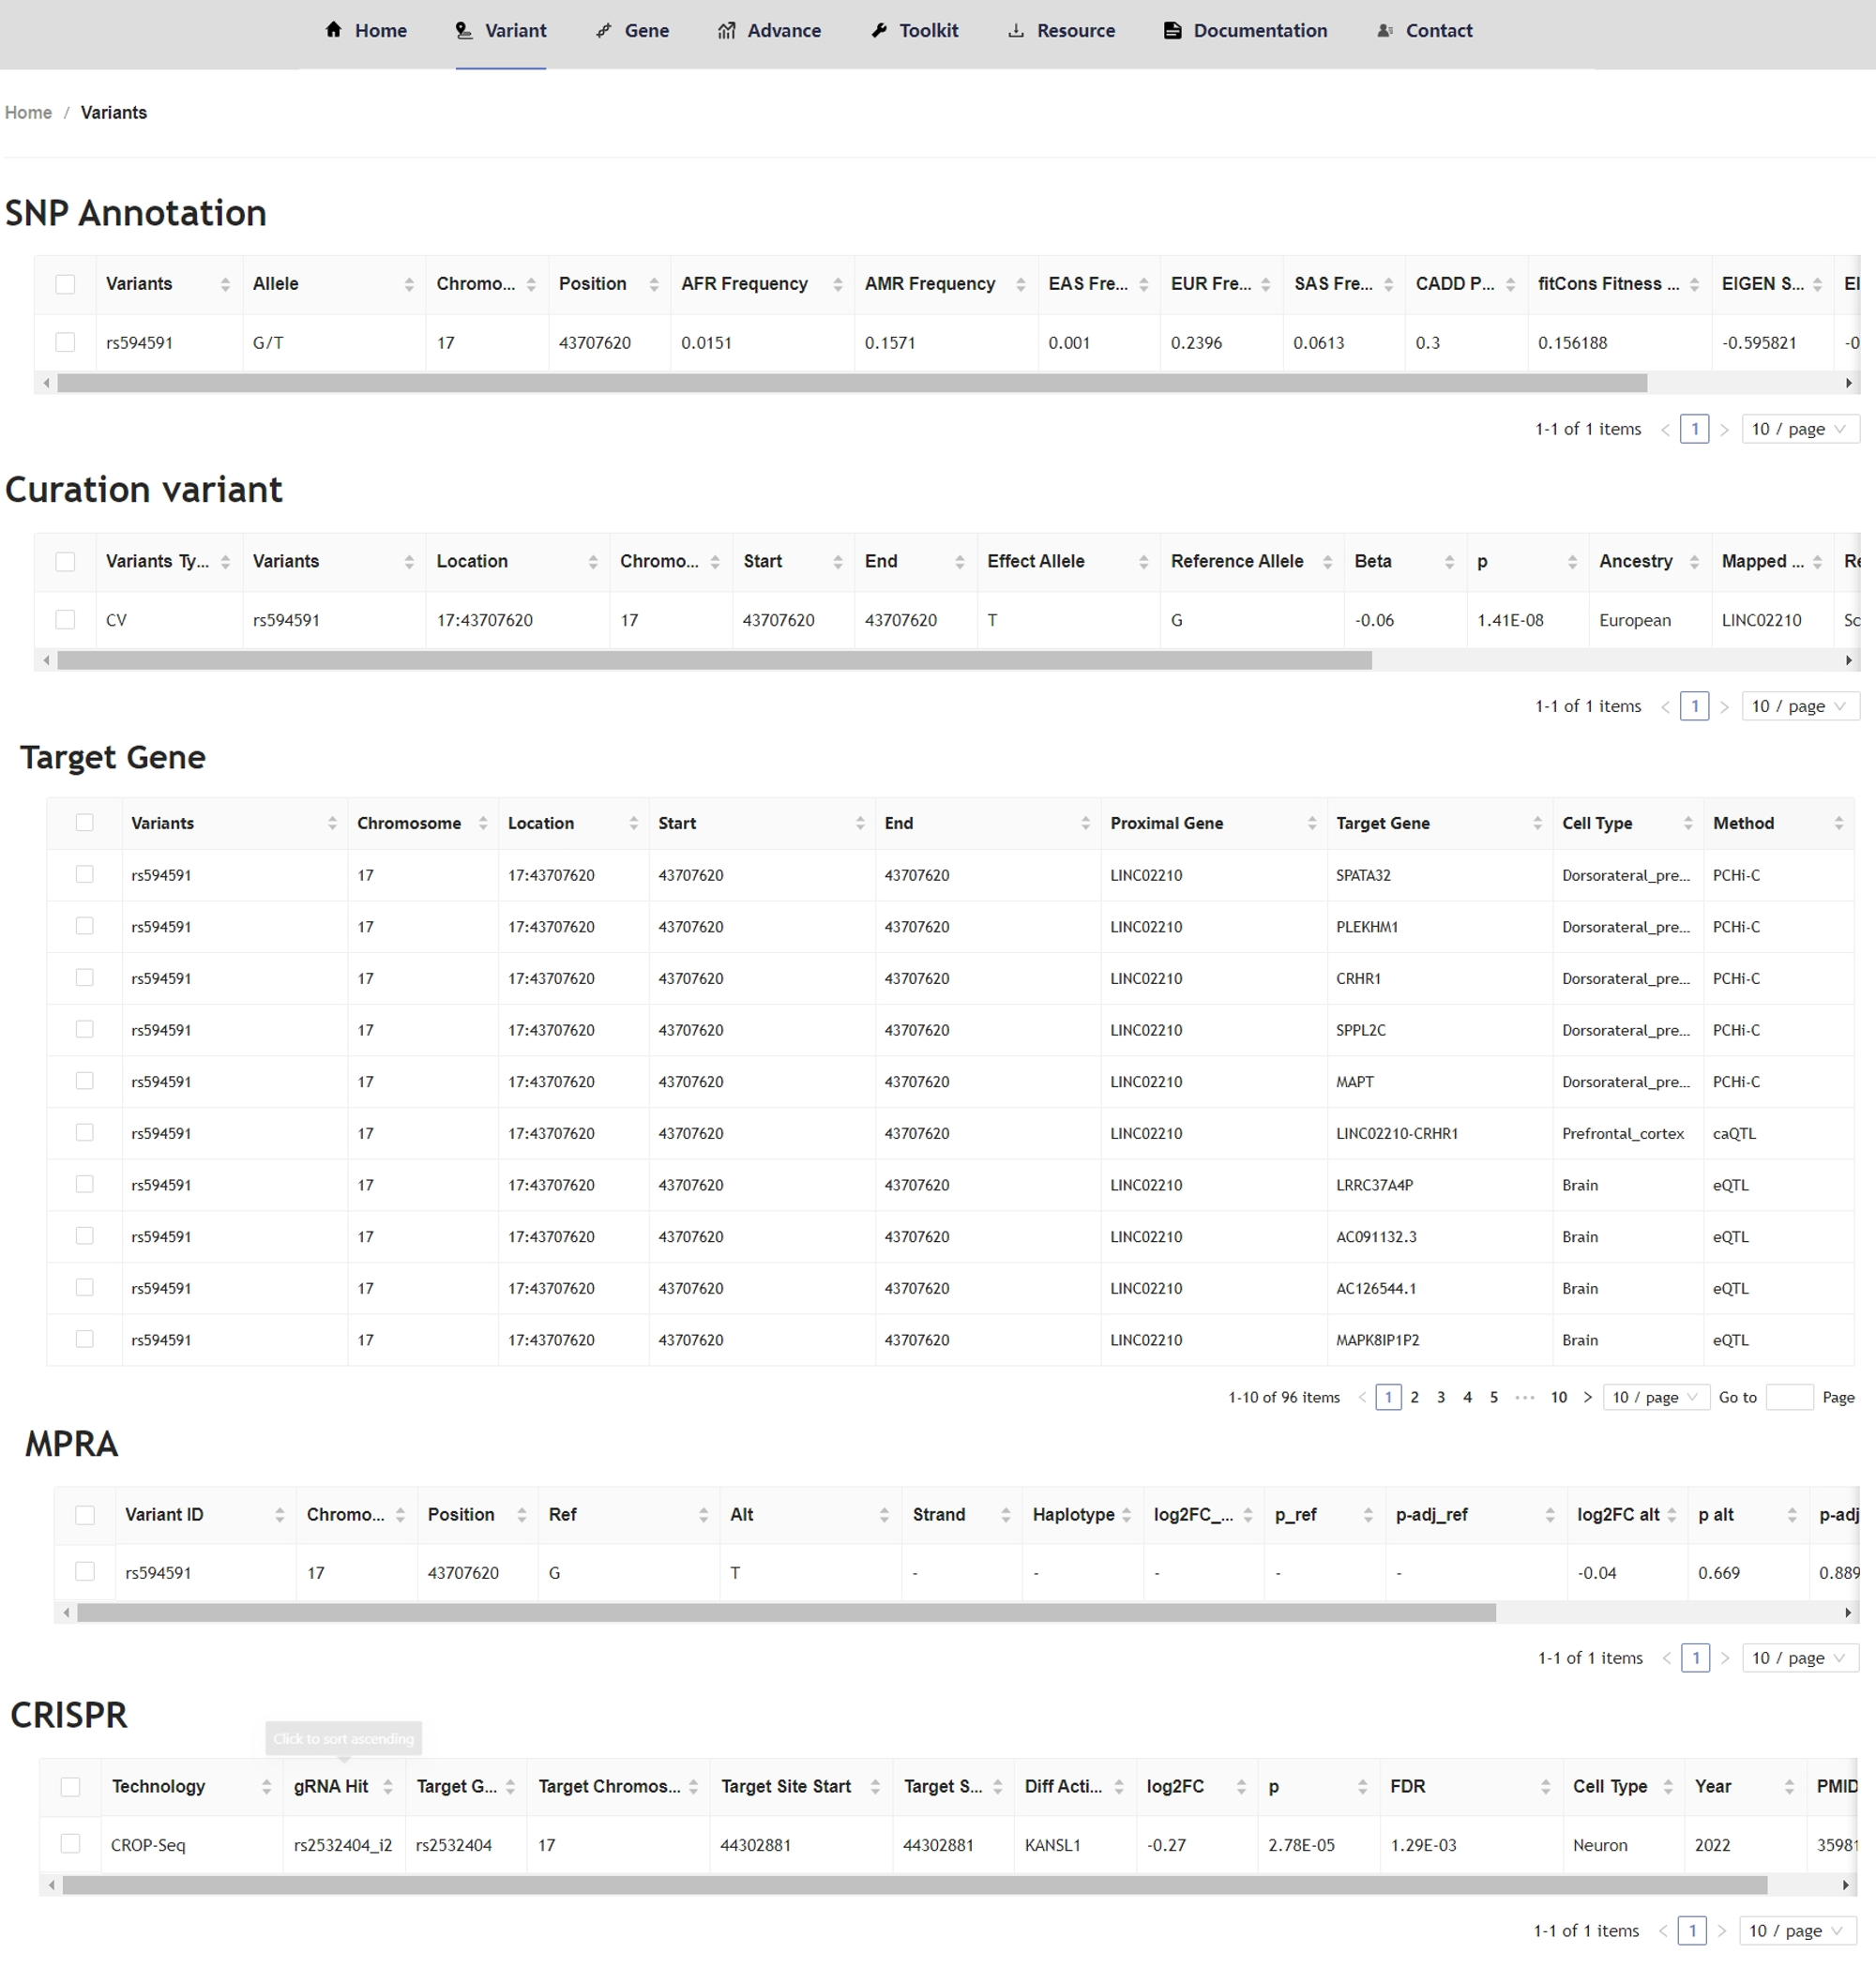 Home Variant Gene Advance Toolkit Resource Documentation Contact
Home / Variants
SNP Annotation
Variants Allele Chromo... Position AFR Frequency AMR Frequency EAS Fre... EUR Fre... SAS Fre... CADD P... fitCons Fitness ... EIGEN S... EI
rs594591 G/T 17 43707620 0.0151 0.1571 0.001 0.2396 0.0613 0.3 0.156188 -0.595821 -0
1-1 of 1 items < 1 > 10 / page
Curation variant
Variants Ty... Variants Location Chromo... Start End Effect Allele Reference Allele Beta p Ancestry Mapped ... Re
CV rs594591 17:43707620 17 43707620 43707620 T G -0.06 1.41E-08 European LINC02210 Sc
1-1 of 1 items < 1 > 10 / page
Target Gene
Variants Chromosome Location Start End Proximal Gene Target Gene Cell Type Method
rs594591 17 17:43707620 43707620 43707620 LINC02210 SPATA32 Dorsorateral_pre... PCHi-C
rs594591 17 17:43707620 43707620 43707620 LINC02210 PLEKHM1 Dorsorateral_pre... PCHi-C
rs594591 17 17:43707620 43707620 43707620 LINC02210 CRHR1 Dorsorateral_pre... PCHi-C
rs594591 17 17:43707620 43707620 43707620 LINC02210 SPPL2C Dorsorateral_pre... PCHi-C
rs594591 17 17:43707620 43707620 43707620 LINC02210 MAPT Dorsorateral_pre... PCHi-C
rs594591 17 17:43707620 43707620 43707620 LINC02210 LINC02210-CRHR1 Prefrontal_cortex caQTL
rs594591 17 17:43707620 43707620 43707620 LINC02210 LRRC37A4P Brain eQTL
rs594591 17 17:43707620 43707620 43707620 LINC02210 AC091132.3 Brain eQTL
rs594591 17 17:43707620 43707620 43707620 LINC02210 AC126544.1 Brain eQTL
rs594591 17 17:43707620 43707620 43707620 LINC02210 MAPK8IP1P2 Brain eQTL
1-10 of 96 items < 1 2 3 4 5 ... 10 > 10 / page Go to Page
MPRA
Variant ID Chromo... Position Ref Alt Strand Haplotype log2FC_... p_ref p-adj_ref log2FC alt p alt p-adj
rs594591 17 43707620 G T - - - - - -0.04 0.669 0.889
1-1 of 1 items < 1 > 10 / page
CRISPR
Click to sort ascending
Technology gRNA Hit Target G... Target Chromos... Target Site Start Target S... Diff Acti... log2FC p FDR Cell Type Year PMID
CROP-Seq rs2532404_i2 rs2532404 17 44302881 44302881 KANSL1 -0.27 2.78E-05 1.29E-03 Neuron 2022 35981
1-1 of 1 items < 1 > 10 / page